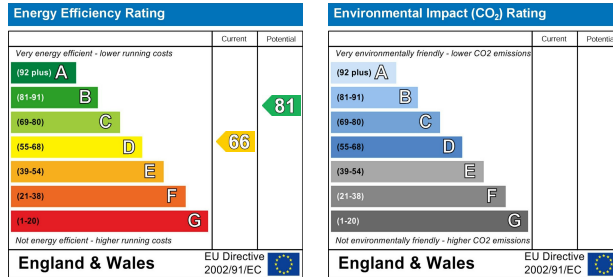 Energy Efficiency Rating
Current Potential
Very energy efficient - lower running costs
(92 plus) A
(81-91) B
(69-80) C
(55-68) D
(39-54) E
(21-38) F
(1-20) G
66
81
Not energy efficient - higher running costs
England & Wales
EU Directive
2002/91/EC
Environmental Impact (CO₂) Rating
Current Potential
Very environmentally friendly - lower CO2 emissions
(92 plus) A
(81-91) B
(69-80) C
(55-68) D
(39-54) E
(21-38) F
(1-20) G
Not environmentally friendly - higher CO2 emissions
England & Wales
EU Directive
2002/91/EC